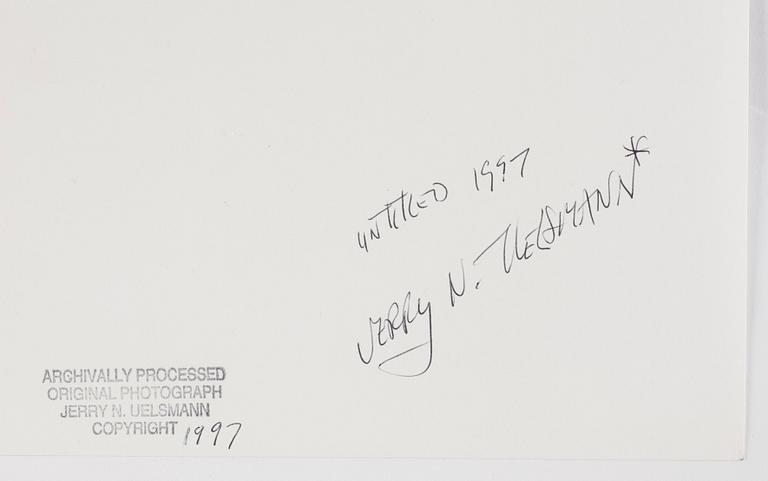 UNTITLED 1997
JERRY N. UELSMANN*
ARCHIVALLY PROCESSED
ORIGINAL PHOTOGRAPH
JERRY N. UELSMANN
COPYRIGHT 1997